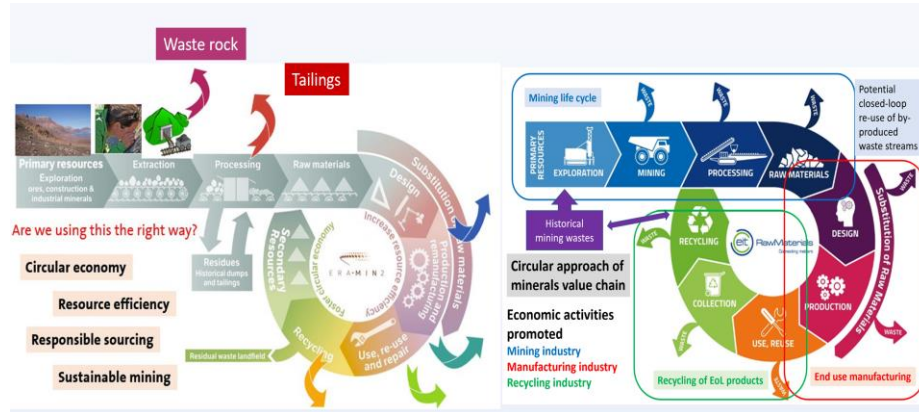 Waste rock
Tailings
Primary resources
Exploration
ores, construction &
industrial minerals
Extraction
Processing
Raw materials
Substitution
Raw materials
Design
Increase resource efficiency
Production and
remanufacturing
Are we using this the right way?
Residues
Historical dumps
and tailings
Secondary
Resources
Foster circular economy
ERA·MIN 2
Circular economy
Resource efficiency
Responsible sourcing
Sustainable mining
Recycling
Use, re-use
and repair
Residual waste landfield
Mining life cycle
WASTE
WASTE
WASTE
PRIMARY
RESOURCES
EXPLORATION
MINING
PROCESSING
RAW MATERIALS
Potential
closed-loop
re-use of by-
produced
waste streams
WASTE
Substitution of Raw Materials
Historical
mining wastes
WASTE
RECYCLING
eit
RawMaterials
DESIGN
Circular approach of
minerals value chain
COLLECTION
PRODUCTION
Economic activities
promoted
Mining industry
Manufacturing industry
Recycling industry
WASTE
USE, REUSE
WASTE
WASTE
Recycling of EoL products
End use manufacturing